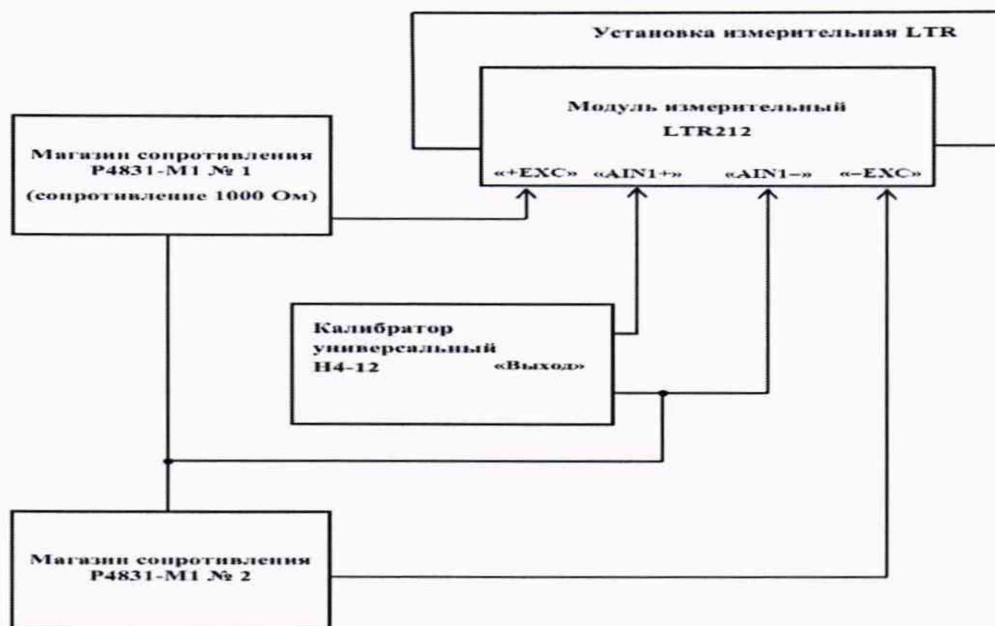 Установка измерительная LTR
Модуль измерительный
LTR212
«+EXC» «AIN1+» «AIN1–» «–EXC»
Магазин сопротивления
Р4831-М1 № 1
(сопротивление 1000 Ом)
Калибратор
универсальный
Н4-12 «Выход»
Магазин сопротивления
Р4831-М1 № 2